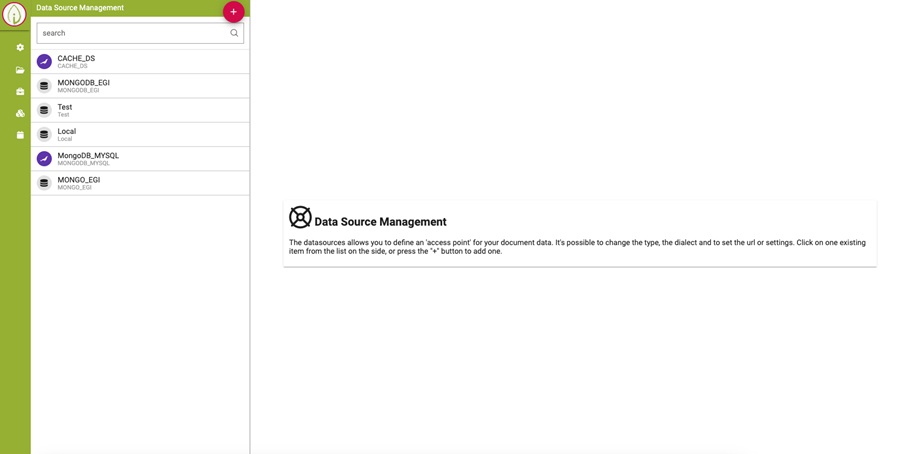 Data Source Management
+
search
CACHE_DS
CACHE_DS
MONGODB_EGI
MONGODB_EGI
Test
Test
Local
Local
MongoDB_MYSQL
MONGODB_MYSQL
MONGO_EGI
MONGO_EGI
Data Source Management
The datasources allows you to define an 'access point' for your document data. It's possible to change the type, the dialect and to set the url or settings. Click on one existing
item from the list on the side, or press the "+" button to add one.